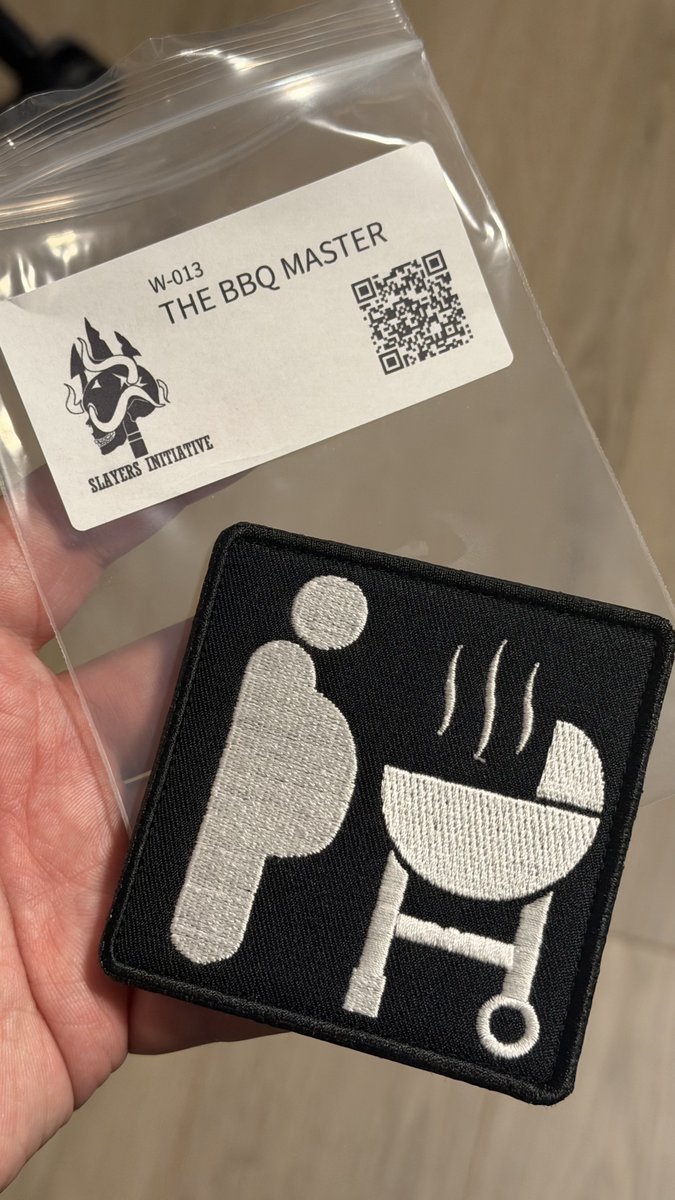 W-013
THE BBQ MASTER
SLAYERS INITIATIVE